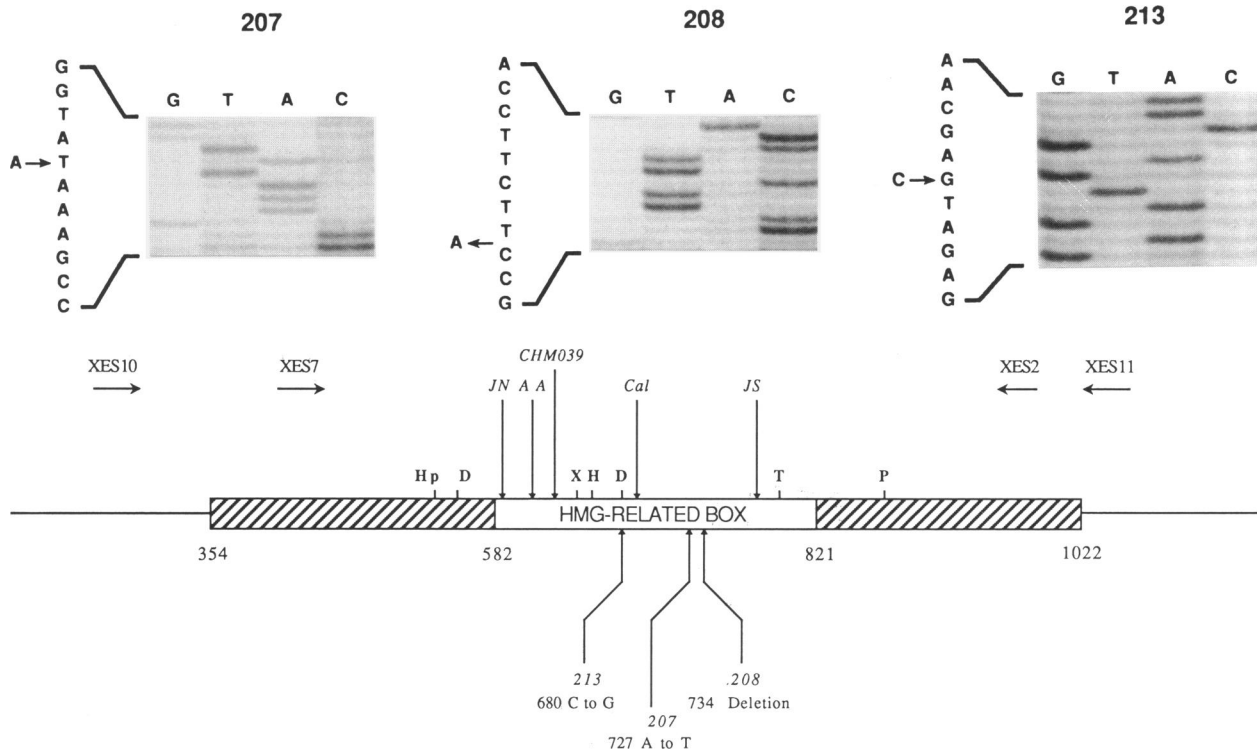 207
208
213
G
G
T
A
T
A
A
A
G
C
C
A
G T A C
A
C
C
T
T
C
T
T
C
C
G
A
G T A C
A
A
C
G
A
G
T
A
G
A
G
C
G T A C
XES10
XES7
CHM039
JN
A A
Cal
JS
XES2
XES11
Hp
D
X
H
D
T
P
HMG-RELATED BOX
354
582
821
1022
213
680 C to G
207
727 A to T
.208
734 Deletion